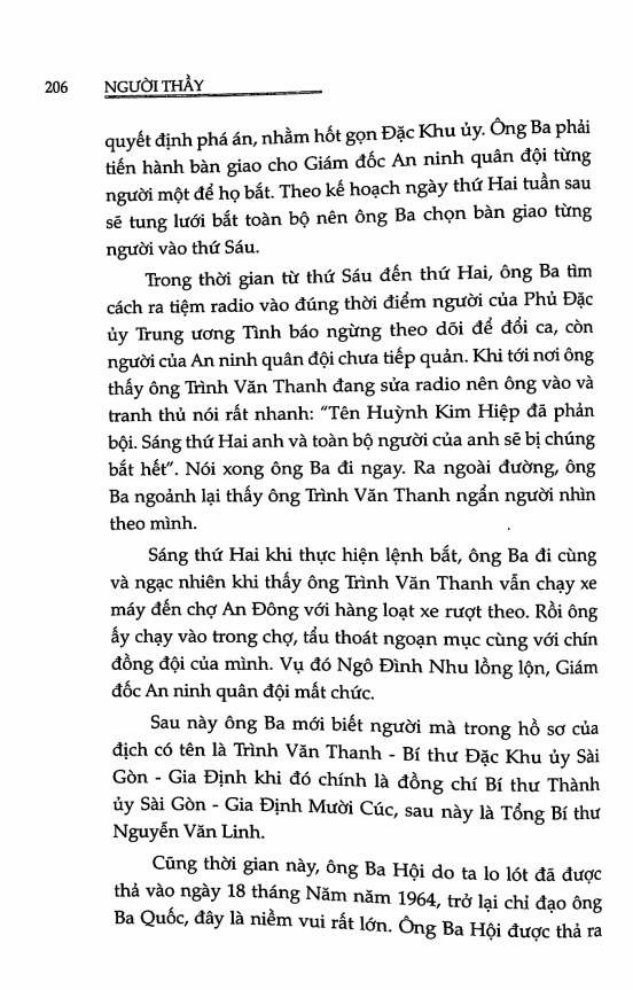 206 NGƯỜI THẦY
quyết định phá án, nhằm hốt gọn Đặc Khu ủy. Ông Ba phải
tiến hành bàn giao cho Giám đốc An ninh quân đội từng
người một để họ bắt. Theo kế hoạch ngày thứ Hai tuần sau
sẽ tung lưới bắt toàn bộ nên ông Ba chọn bàn giao từng
người vào thứ Sáu.
Trong thời gian từ thứ Sáu đến thứ Hai, ông Ba tìm
cách ra tiệm radio vào đúng thời điểm người của Phủ Đặc
ủy Trung ương Tình báo ngừng theo dõi để đổi ca, còn
người của An ninh quân đội chưa tiếp quản. Khi tới nơi ông
thấy ông Trình Văn Thanh đang sửa radio nên ông vào và
tranh thủ nói rất nhanh: "Tên Huỳnh Kim Hiệp đã phản
bội. Sáng thứ Hai anh và toàn bộ người của anh sẽ bị chúng
bắt hết". Nói xong ông Ba đi ngay. Ra ngoài đường, ông
Ba ngoảnh lại thấy ông Trình Văn Thanh ngẩn người nhìn
theo mình.
Sáng thứ Hai khi thực hiện lệnh bắt, ông Ba đi cùng
và ngạc nhiên khi thấy ông Trình Văn Thanh vẫn chạy xe
máy đến chợ An Đông với hàng loạt xe rượt theo. Rồi ông
ấy chạy vào trong chợ, tẩu thoát ngoạn mục cùng với chín
đồng đội của mình. Vụ đó Ngô Đình Nhu lồng lộn, Giám
đốc An ninh quân đội mất chức.
Sau này ông Ba mới biết người mà trong hồ sơ của
địch có tên là Trình Văn Thanh - Bí thư Đặc Khu ủy Sài
Gòn - Gia Định khi đó chính là đồng chí Bí thư Thành
ủy Sài Gòn - Gia Định Mười Cúc, sau này là Tổng Bí thư
Nguyễn Văn Linh.
Cũng thời gian này, ông Ba Hội do ta lo lót đã được
thả vào ngày 18 tháng Năm năm 1964, trở lại chỉ đạo ông
Ba Quốc, đây là niềm vui rất lớn. Ông Ba Hội được thả ra